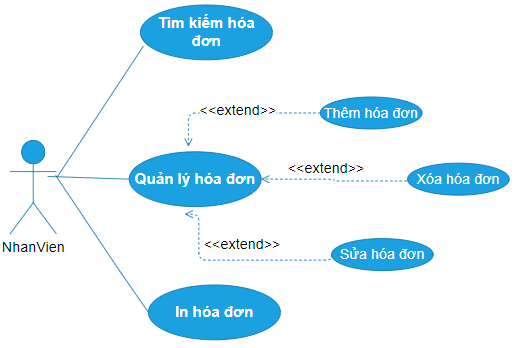 Tìm kiếm hóa
đơn
<<extend>>
Thêm hóa đơn
Quản lý hóa đơn
<<extend>>
Xóa hóa đơn
NhanVien
<<extend>>
Sửa hóa đơn
In hóa đơn